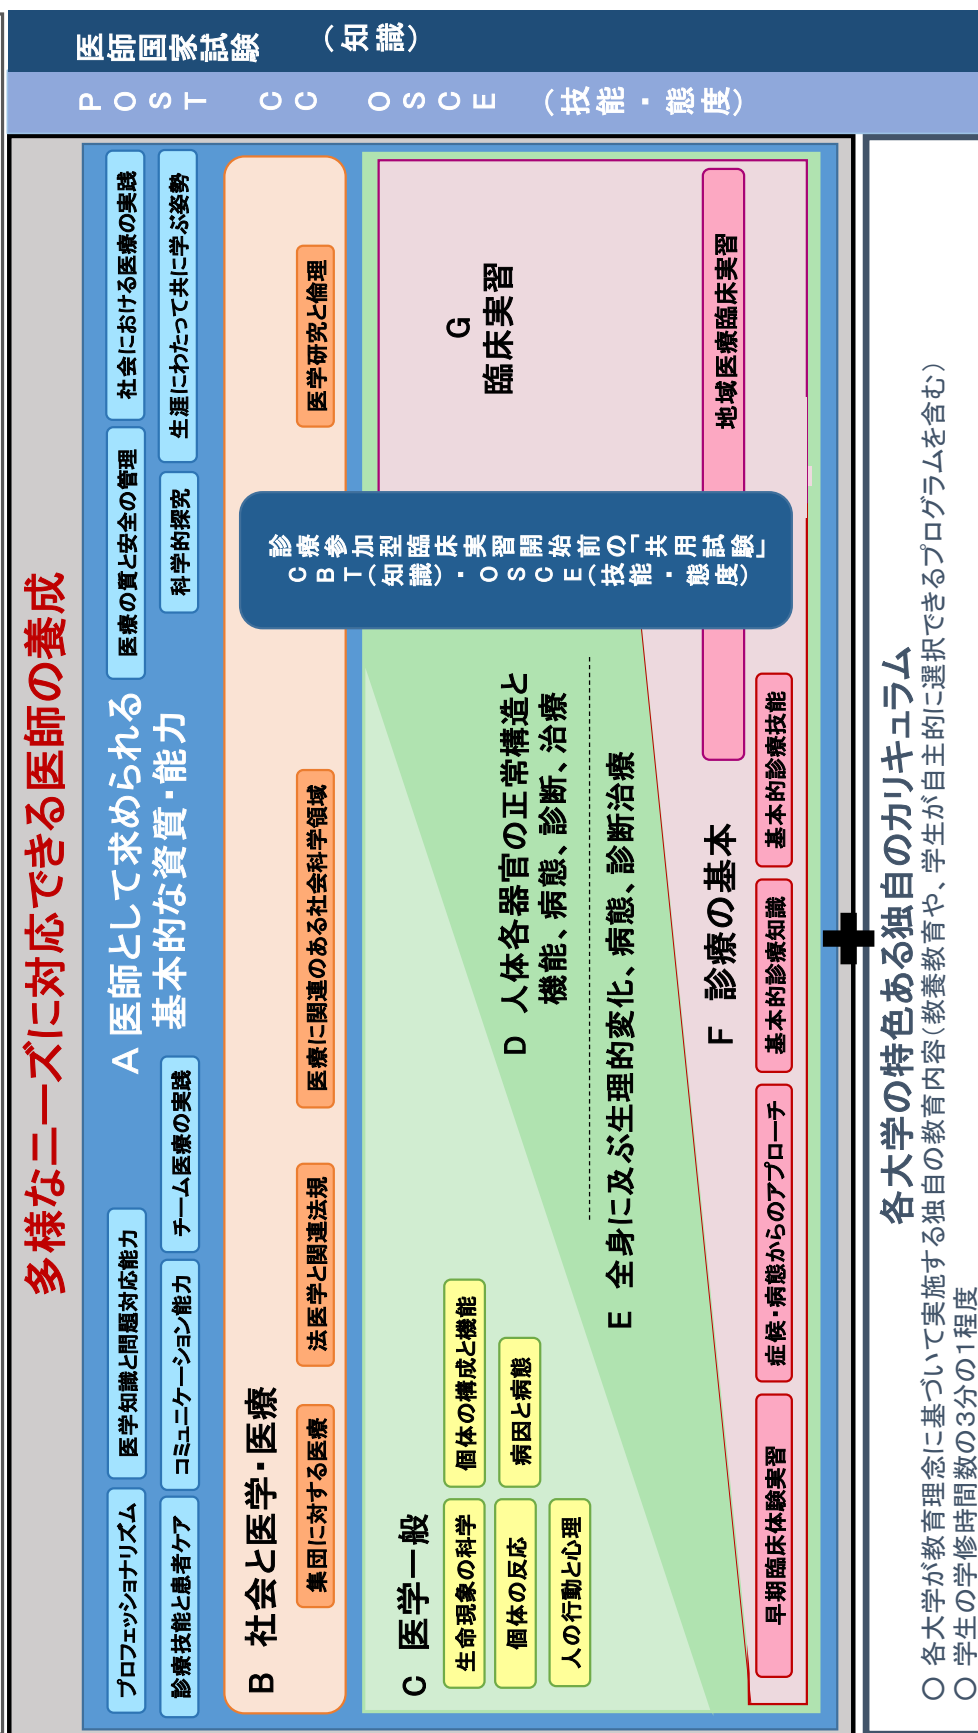 多様なニーズに対応できる医師の養成
A 医師として求められる
基本的な資質・能力
プロフェッショナリズム
医学知識と問題対応能力
診療技能と患者ケア
コミュニケーション能力
チーム医療の実践
医療の質と安全の管理
社会における医療の実践
科学的探究
生涯にわたって共に学ぶ姿勢
B 社会と医学・医療
集団に対する医療
法医学と関連法規
医療に関連のある社会科学領域
医学研究と倫理
C 医学一般
生命現象の科学
個体の構成と機能
個体の反応
病因と病態
人の行動と心理
D 人体各器官の正常構造と
機能、病態、診断、治療
E 全身に及ぶ生理的変化、病態、診断治療
F 診療の基本
早期臨床体験実習
症候・病態からのアプローチ
基本的診療知識
基本的診療技能
診療参加型臨床実習開始前の「共用試験」
CBT(知識)・OSCE(技能・態度)
G
臨床実習
地域医療臨床実習
POST CC OSCE (技能・態度)
医師国家試験 (知識)
各大学の特色ある独自のカリキュラム
○ 各大学が教育理念に基づいて実施する独自の教育内容(教養教育や、学生が自主的に選択できるプログラムを含む)
○ 学生の学修時間数の3分の1程度